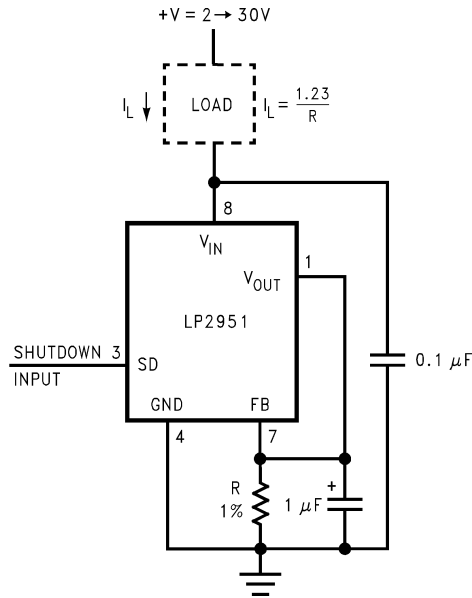 +V = 2 → 30V
I_L LOAD I_L = 1.23/R
8
V_IN
1
V_OUT
LP2951
SHUTDOWN 3
INPUT
SD
0.1 μF
GND FB
4 7
R
1%
+
1 μF